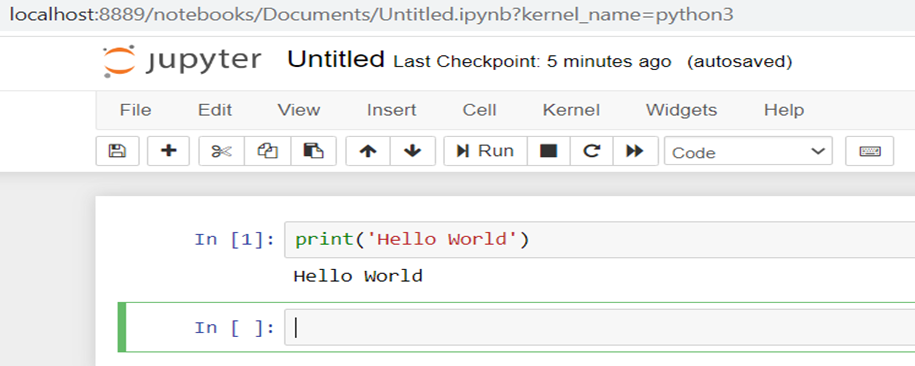 localhost:8889/notebooks/Documents/Untitled.ipynb?kernel_name=python3
jupyter Untitled Last Checkpoint: 5 minutes ago (autosaved)
File Edit View Insert Cell Kernel Widgets Help
Run Code
In [1]: print('Hello World')
Hello World
In [ ]: